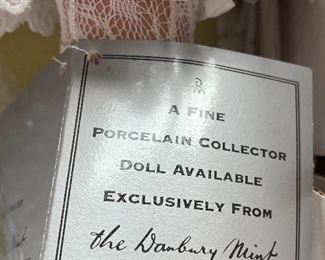 A FINE
PORCELAIN COLLECTOR
DOLL AVAILABLE
EXCLUSIVELY FROM
the Danbury Mint